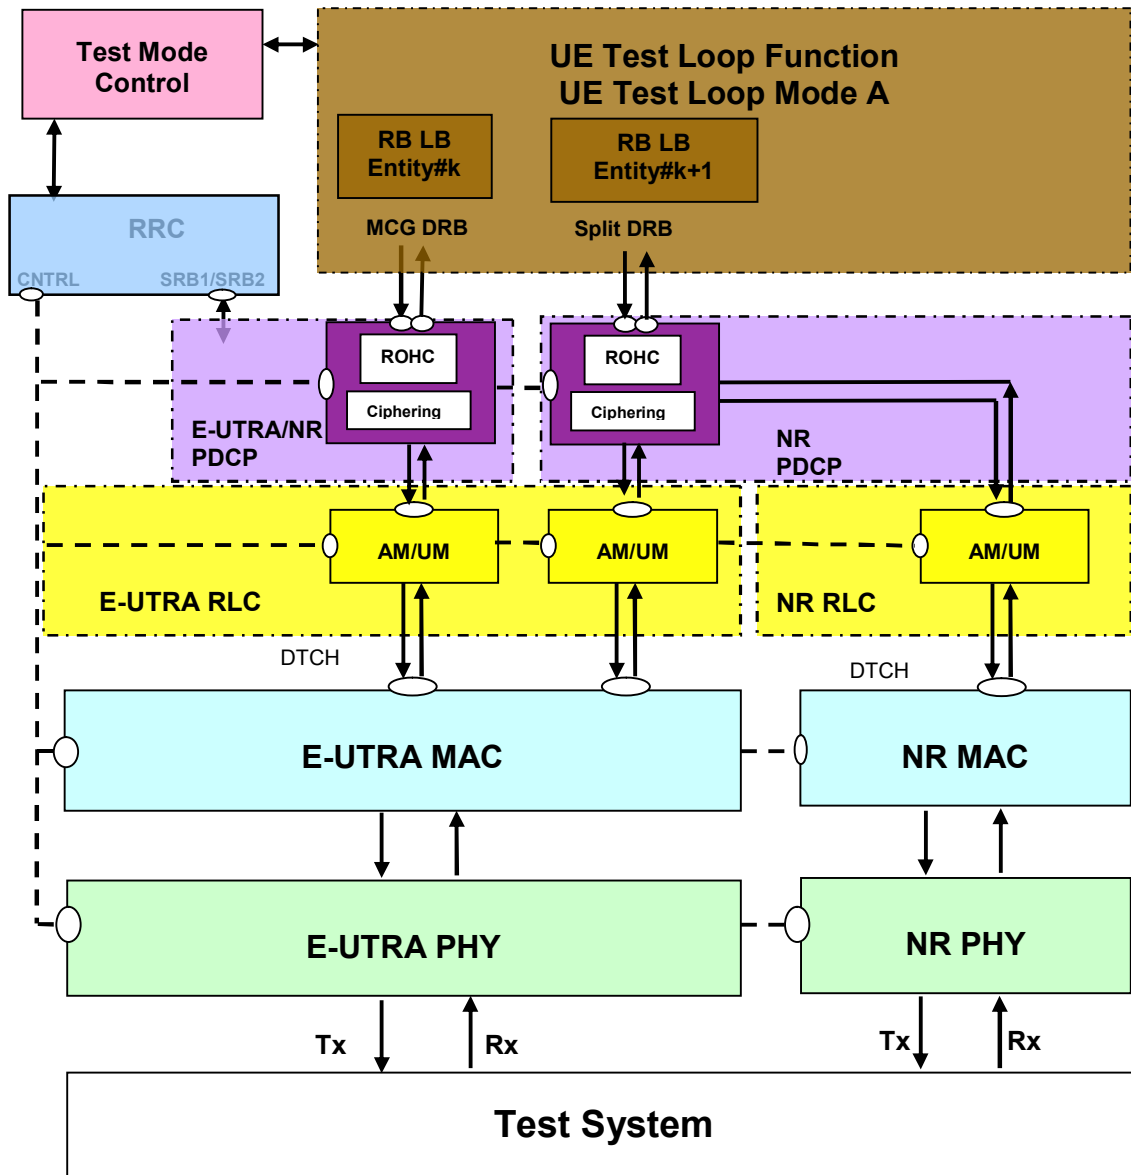 Test Mode
Control
UE Test Loop Function
UE Test Loop Mode A
RB LB
Entity#k
RB LB
Entity#k+1
MCG DRB
Split DRB
RRC
CNTRL
SRB1/SRB2
ROHC
Ciphering
ROHC
Ciphering
E-UTRA/NR
PDCP
NR
PDCP
AM/UM
AM/UM
AM/UM
E-UTRA RLC
NR RLC
DTCH
DTCH
E-UTRA MAC
NR MAC
E-UTRA PHY
NR PHY
Tx
Rx
Tx
Rx
Test System